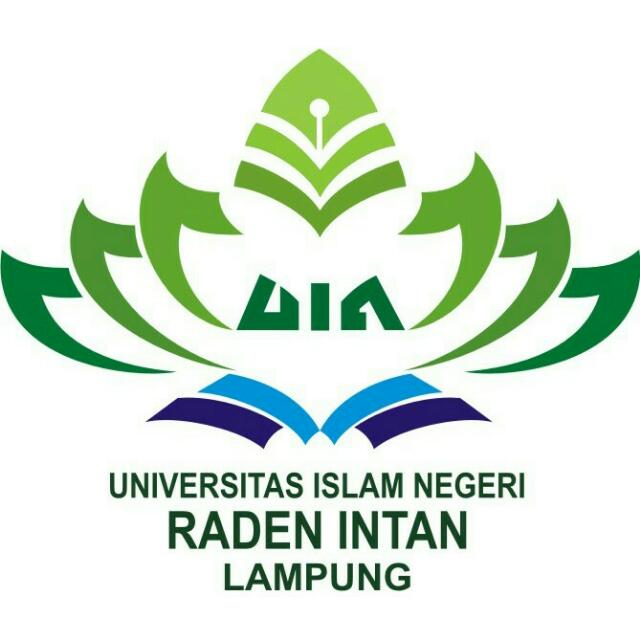 UIN
UNIVERSITAS ISLAM NEGERI
RADEN INTAN
LAMPUNG